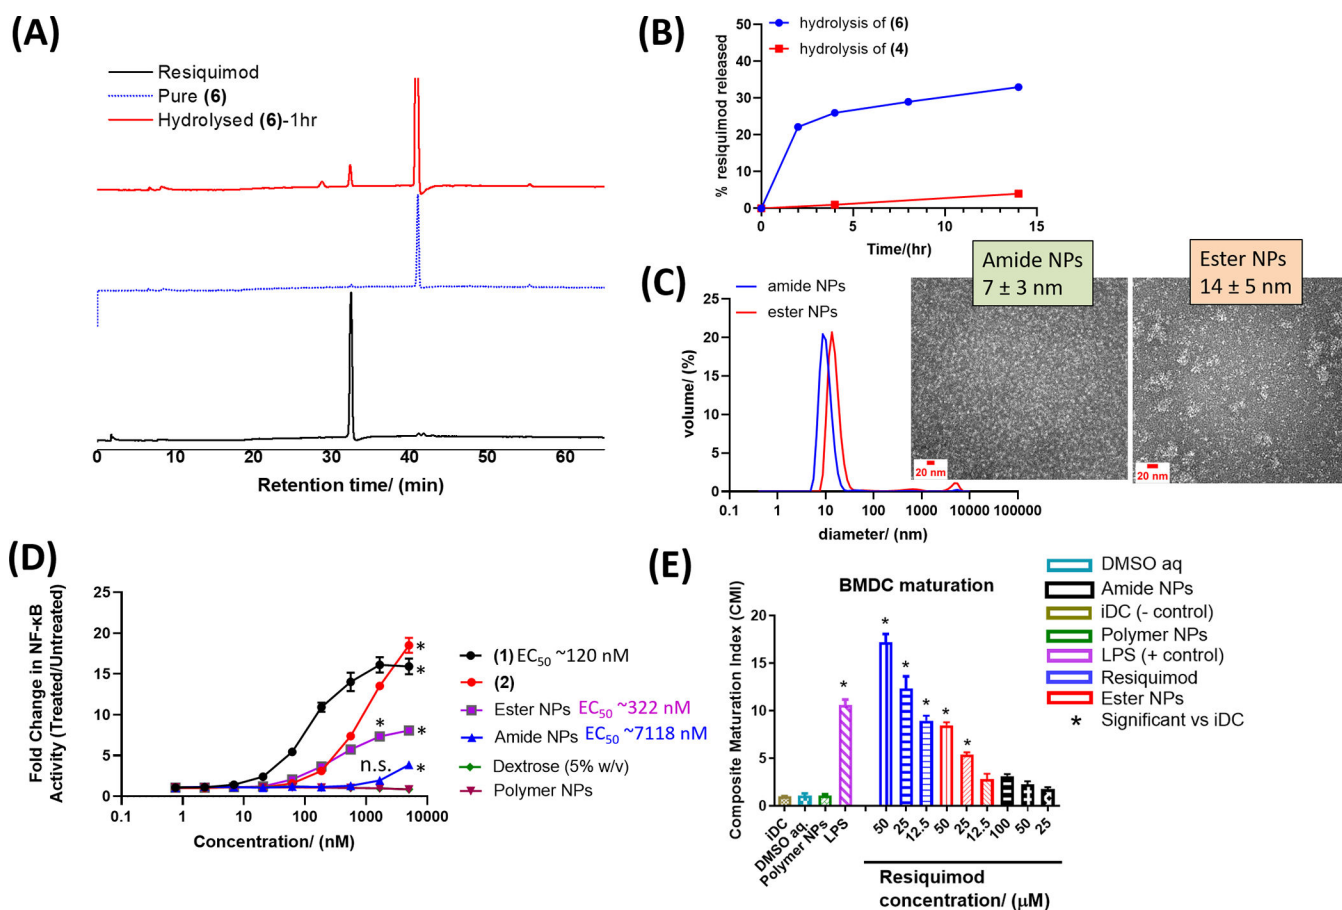 (A)
Resiquimod
Pure (6)
Hydrolysed (6)-1hr
0 10 20 30 40 50 60
Retention time/ (min)
(B)
hydrolysis of (6)
hydrolysis of (4)
% resiquimod released
50
40
30
20
10
0
0 5 10 15
Time/(hr)
(C)
amide NPs
ester NPs
volume/ (%)
25
20
15
10
5
0
0.1 1 10 100 1000 10000 100000
diameter/ (nm)
Amide NPs
7 ± 3 nm
20 nm
Ester NPs
14 ± 5 nm
20 nm
(D)
Fold Change in NF-κB
Activity (Treated/Untreated)
25
20
15
10
5
0
0.1 1 10 100 1000 10000
Concentration/ (nM)
*
*
*
*
n.s.
*
(1) EC50 ~120 nM
(2)
Ester NPs EC50 ~322 nM
Amide NPs EC50 ~7118 nM
Dextrose (5% w/v)
Polymer NPs
(E)
BMDC maturation
Composite Maturation Index (CMI)
20
15
10
5
0
*
*
*
*
*
*
iDC
DMSO aq.
Polymer NPs
LPS
50 25 12.5 50 25 12.5 100 50 25
Resiquimod
concentration/ (μM)
DMSO aq
Amide NPs
iDC (- control)
Polymer NPs
LPS (+ control)
Resiquimod
Ester NPs
* Significant vs iDC